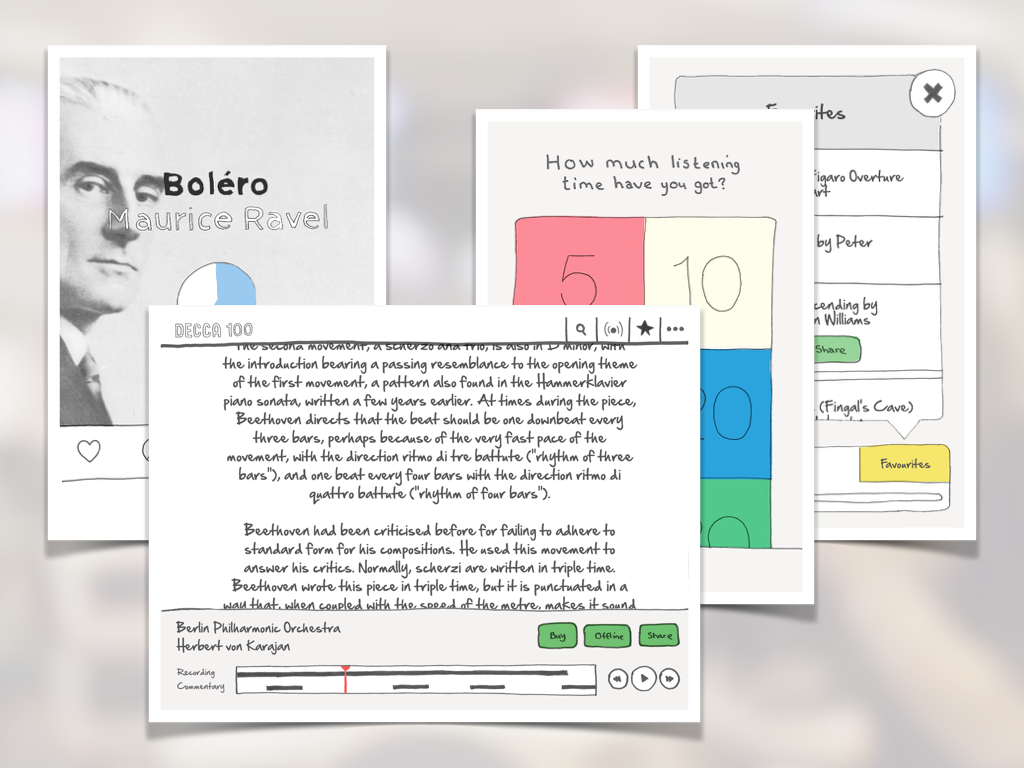 Boléro
Maurice Ravel
How much listening
time have you got?
5
10
20
Figaro Overture
by Peter
by
Williams
Share
(Fingal's Cave)
Favourites
DECCA 100
The second movement, a scherzo and trio, is also in D minor, with
the introduction bearing a passing resemblance to the opening theme
of the first movement, a pattern also found in the Hammerklavier
piano sonata, written a few years earlier. At times during the piece,
Beethoven directs that the beat should be one downbeat every
three bars, perhaps because of the very fast pace of the
movement, with the direction ritmo di tre battute ("rhythm of three
bars"), and one beat every four bars with the direction ritmo di
quattro battute ("rhythm of four bars").
Beethoven had been criticised before for failing to adhere to
standard form for his compositions. He used this movement to
answer his critics. Normally, scherzi are written in triple time.
Beethoven wrote this piece in triple time, but it is punctuated in a
way that, when coupled with the speed of the metre, makes it sound
Berlin Philharmonic Orchestra
Herbert von Karajan
Buy
Offline
Share
Recording
Commentary